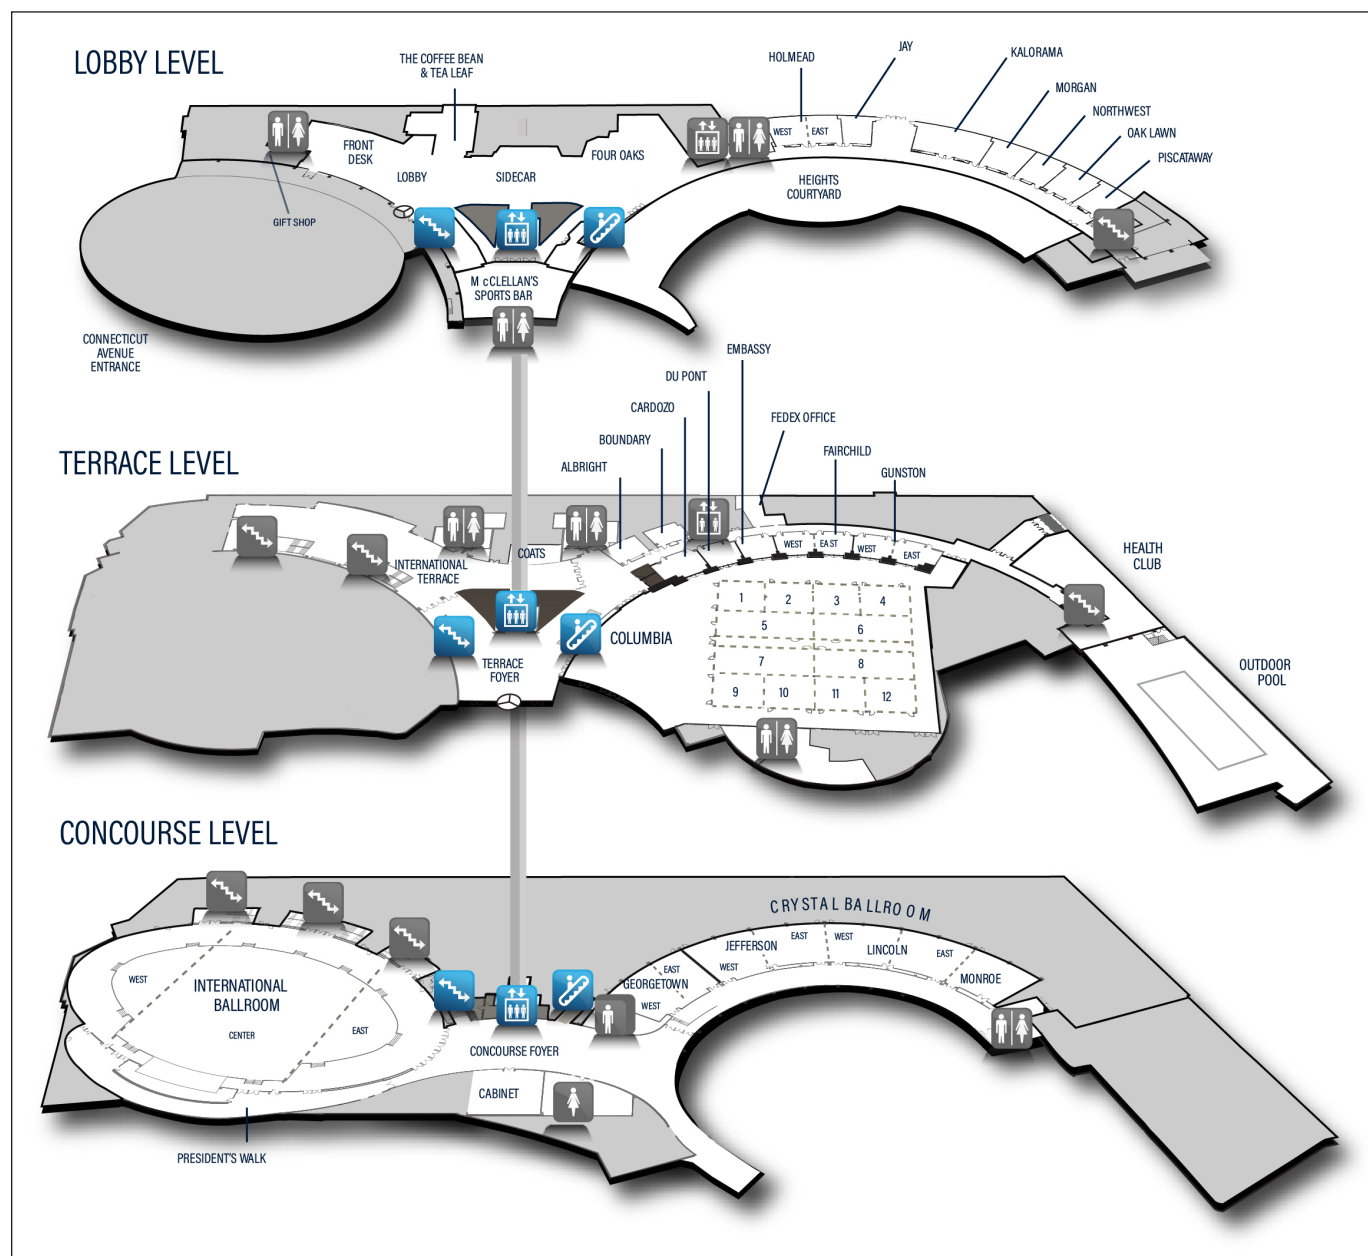 LOBBY LEVEL
THE COFFEE BEAN
& TEA LEAF
HOLMEAD
JAY
KALORAMA
MORGAN
NORTHWEST
OAK LAWN
PISCATAWAY
WEST
EAST
FRONT
DESK
LOBBY
SIDECAR
FOUR OAKS
HEIGHTS
COURTYARD
GIFT SHOP
McCLELLAN'S
SPORTS BAR
CONNECTICUT
AVENUE
ENTRANCE
TERRACE LEVEL
EMBASSY
DU PONT
CARDOZO
BOUNDARY
ALBRIGHT
FEDEX OFFICE
FAIRCHILD
GUNSTON
INTERNATIONAL
TERRACE
COATS
WEST
EAST
WEST
EAST
HEALTH
CLUB
1
2
3
4
5
6
7
8
9
10
11
12
COLUMBIA
TERRACE
FOYER
OUTDOOR
POOL
CONCOURSE LEVEL
CRYSTAL BALLROOM
WEST
INTERNATIONAL
BALLROOM
CENTER
EAST
EAST
GEORGETOWN
WEST
JEFFERSON
EAST
WEST
WEST
LINCOLN
EAST
MONROE
CONCOURSE FOYER
CABINET
PRESIDENT'S WALK